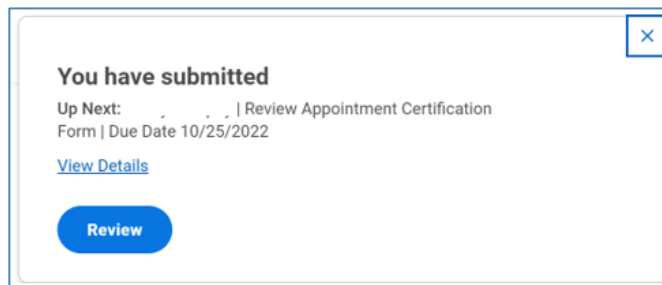 You have submitted
Up Next: | Review Appointment Certification
Form | Due Date 10/25/2022
View Details
Review